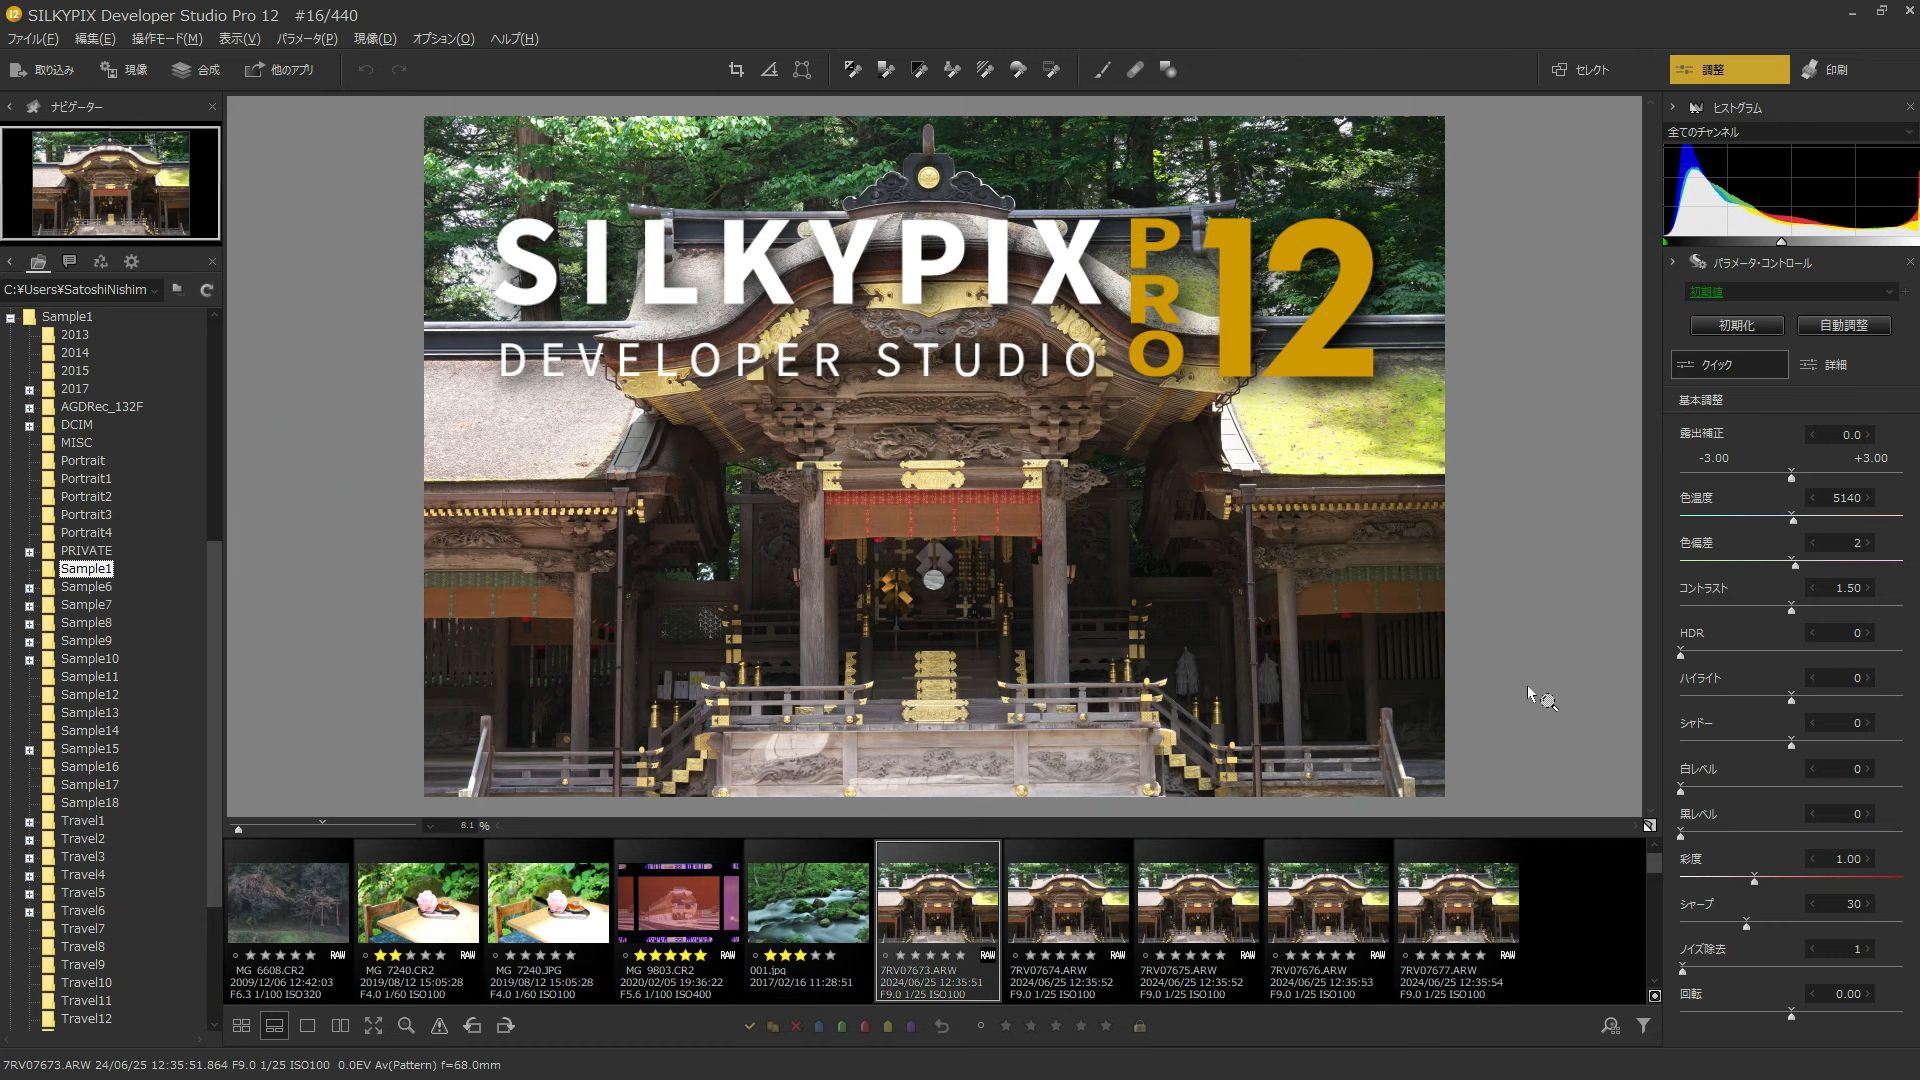 SILKYPIX Developer Studio Pro 12 #16/440
ファイル(F) 編集(E) 操作モード(M) 表示(V) パラメータ(P) 現像(D) オプション(O) ヘルプ(H)
取り込み 現像 合成 他のアプリ セレクト 調整 印刷
ナビゲーター
C:¥Users¥SatoshiNishim
Sample1
2013
2014
2015
2017
AGDRec_132F
DCIM
MISC
Portrait
Portrait1
Portrait2
Portrait3
Portrait4
PRIVATE
Sample1
Sample6
Sample7
Sample8
Sample9
Sample10
Sample11
Sample12
Sample13
Sample14
Sample15
Sample16
Sample17
Sample18
Travel1
Travel2
Travel3
Travel4
Travel5
Travel6
Travel7
Travel8
Travel9
Travel10
Travel11
Travel12
SILKYPIX PRO 12
DEVELOPER STUDIO
8.1 %
RAW
_MG_6608.CR2
2009/12/06 12:42:03
F6.3 1/100 ISO320
RAW
_MG_7240.CR2
2019/08/12 15:05:28
F4.0 1/60 ISO100
_MG_7240.JPG
2019/08/12 15:05:28
F4.0 1/60 ISO100
RAW
_MG_9803.CR2
2020/02/05 19:36:22
F5.6 1/100 ISO400
001.jpg
2017/02/16 11:28:51
RAW
7RV07673.ARW
2024/06/25 12:35:51
F9.0 1/25 ISO100
RAW
7RV07674.ARW
2024/06/25 12:35:52
F9.0 1/25 ISO100
RAW
7RV07675.ARW
2024/06/25 12:35:52
F9.0 1/25 ISO100
RAW
7RV07676.ARW
2024/06/25 12:35:53
F9.0 1/25 ISO100
RAW
7RV07677.ARW
2024/06/25 12:35:54
F9.0 1/25 ISO100
ヒストグラム
全てのチャンネル
パラメータ・コントロール
初期値
初期化 自動調整
クイック 詳細
基本調整
露出補正 0.0
-3.00 +3.00
色温度 5140
色偏差 2
コントラスト 1.50
HDR 0
ハイライト 0
シャドー 0
白レベル 0
黒レベル 0
彩度 1.00
シャープ 30
ノイズ除去 1
回転 0.00
7RV07673.ARW 24/06/25 12:35:51.864 F9.0 1/25 ISO100 0.0EV Av(Pattern) f=68.0mm